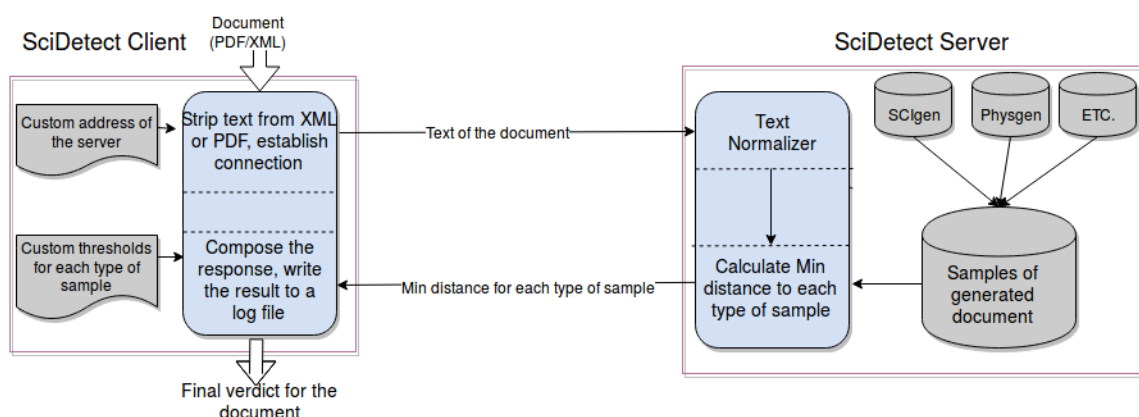 Document
(PDF/XML)
SciDetect Client
SciDetect Server
Custom address of
the server
Strip text from XML
or PDF, establish
connection
Text of the document
Text
Normalizer
SCIgen
Physgen
ETC.
Custom thresholds
for each type of
sample
Compose the
response, write
the result to a
log file
Min distance for each type of sample
Calculate Min
distance to each
type of sample
Samples of
generated
document
Final verdict for the
document